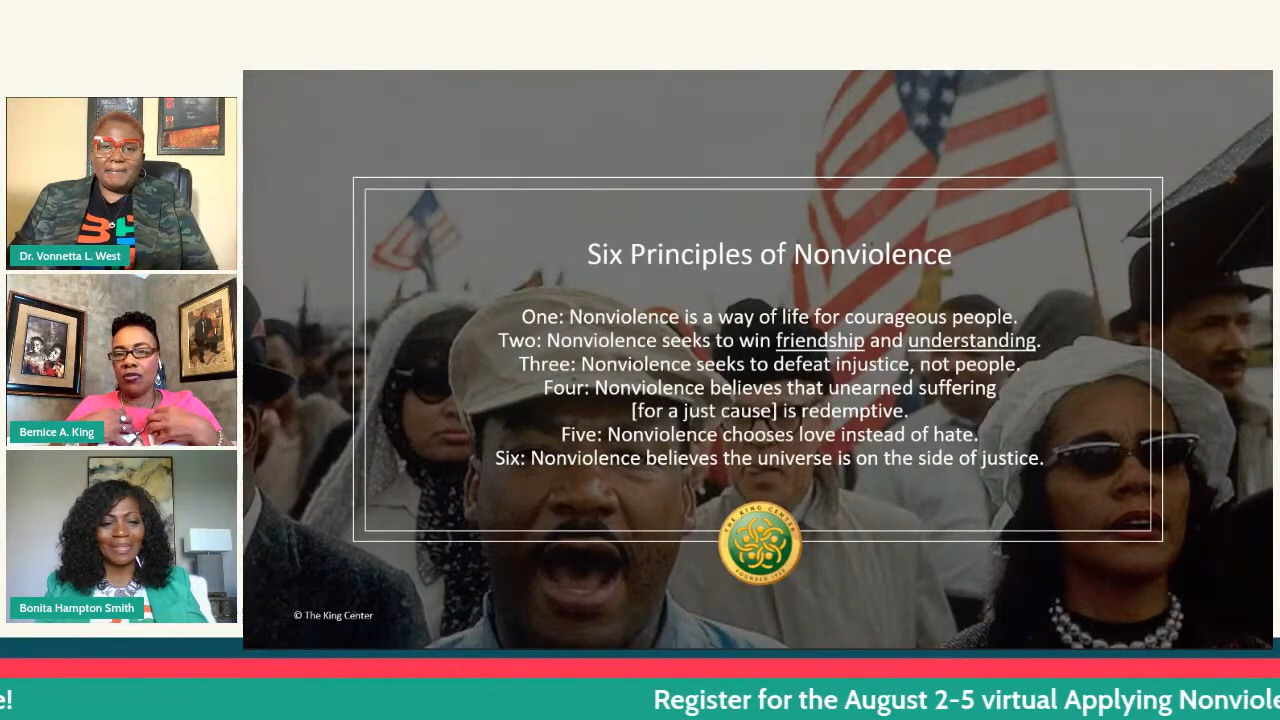 Dr. Vonnetta L. West
Bernice A. King
Bonita Hampton Smith
Six Principles of Nonviolence
One: Nonviolence is a way of life for courageous people.
Two: Nonviolence seeks to win friendship and understanding.
Three: Nonviolence seeks to defeat injustice, not people.
Four: Nonviolence believes that unearned suffering
[for a just cause] is redemptive.
Five: Nonviolence chooses love instead of hate.
Six: Nonviolence believes the universe is on the side of justice.
THE KING CENTER
© The King Center
e!
Register for the August 2-5 virtual Applying Nonviole